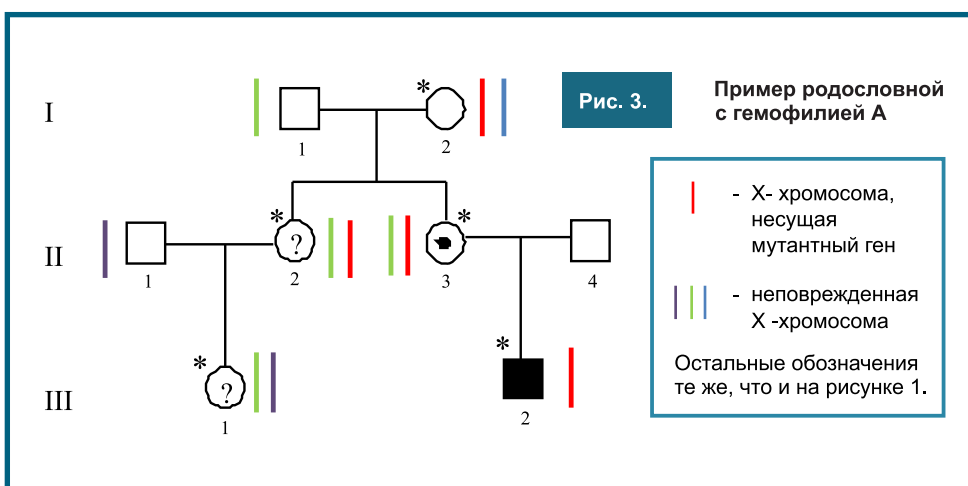 I
*
1
2
Рис. 3.
Пример родословной
с гемофилией А
II
*
?
*
1
2
3
4
III
*
?
*
1
2
- Х- хромосома,
несущая
мутантный ген
- неповрежденная
Х -хромосома
Остальные обозначения
те же, что и на рисунке 1.